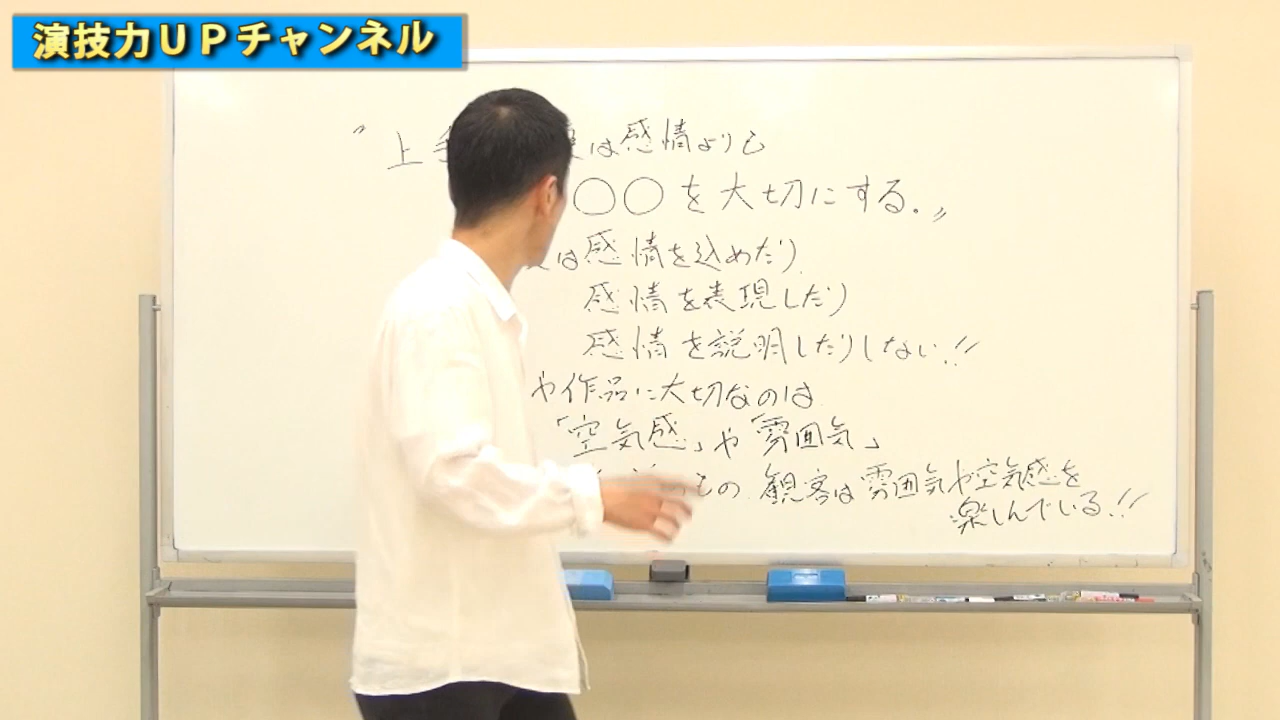 演技力UPチャンネル
〃上 は感情よりも
〇〇を大切にする。〃
は感情を込めたり、
感情を表現したり
感情を説明したりしない!!
や作品に大切なのは
「空気感」や「雰囲気」
もの。観客は雰囲気や空気感を
楽しんでいる!!